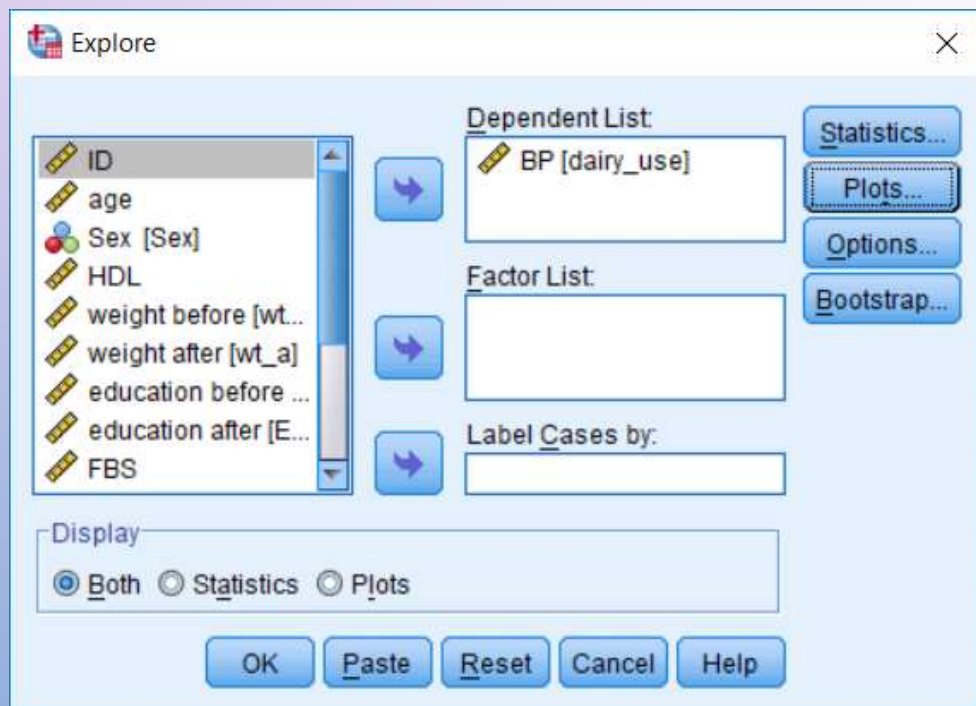 Explore
ID
age
Sex [Sex]
HDL
weight before [wt...
weight after [wt_a]
education before ...
education after [E...
FBS
Dependent List:
BP [dairy_use]
Factor List:
Label Cases by:
Statistics...
Plots...
Options...
Bootstrap...
Display
Both Statistics Plots
OK Paste Reset Cancel Help